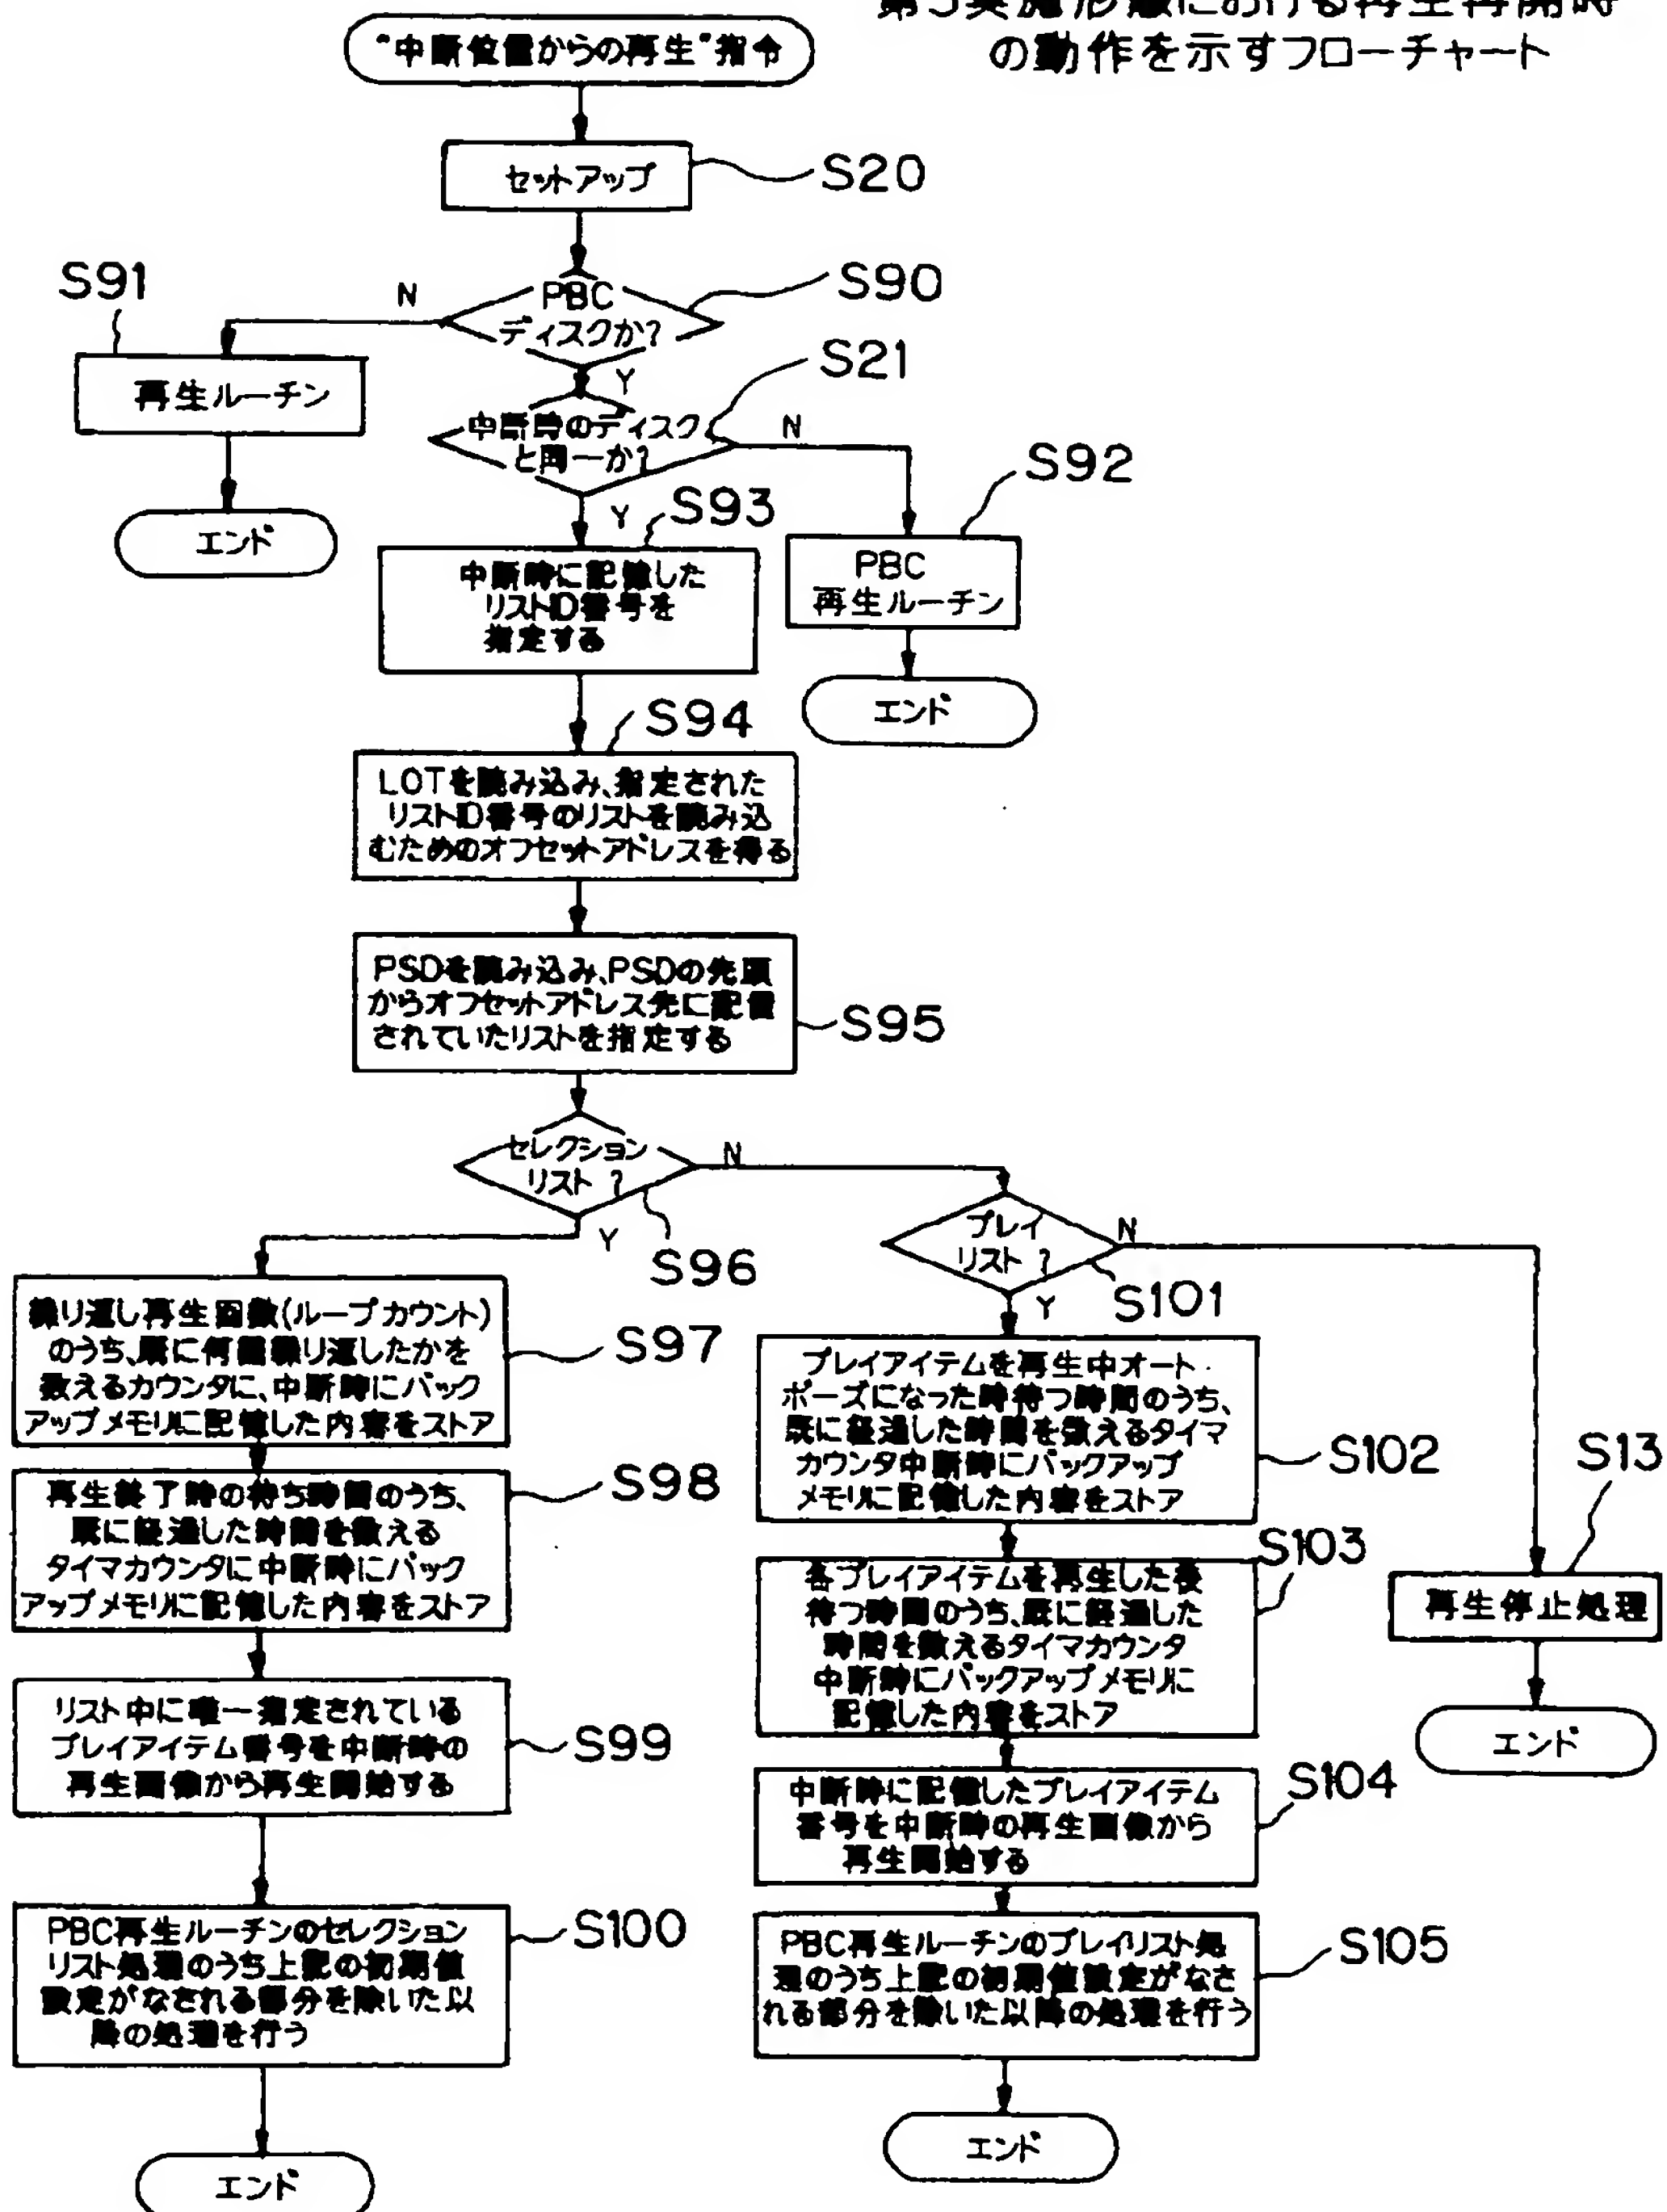 における再生再開時
の動作を示すフローチャート
“中断位置からの再生”指令
セットアップ
S20
S91
N
PBC
ディスクか?
S90
再生ルーチン
Y
S21
中断時のディスク
と同一か?
N
S92
エンド
Y
S93
中断時に記憶した
リストID番号を
指定する
PBC
再生ルーチン
エンド
S94
LOTを読み込み、指定された
リストID番号のリストを読み込
むためのオフセットアドレスを得る
PSDを読み込み、PSDの先頭
からオフセットアドレス先に配置
されていたリストを指定する
S95
セレクション
リスト?
N
Y
S96
プレイ
リスト?
N
S101
Y
繰り返し再生回数(ループカウント)
のうち、既に何回繰り返したかを
数えるカウンタに、中断時にバック
アップメモリに記憶した内容をストア
S97
再生終了時の待ち時間のうち、
既に経過した時間を数える
タイマカウンタに中断時にバック
アップメモリに記憶した内容をストア
S98
リスト中に唯一指定されている
プレイアイテム番号を中断時の
再生画像から再生開始する
S99
PBC再生ルーチンのセレクション
リスト処理のうち上記の初期値
設定がなされる部分を除いた以
降の処理を行う
S100
エンド
プレイアイテムを再生中オート
ポーズになった時待つ時間のうち、
既に経過した時間を数えるタイマ
カウンタ中断時にバックアップ
メモリに記憶した内容をストア
S102
S13
各プレイアイテムを再生した後
待つ時間のうち、既に経過した
時間を数えるタイマカウンタ
中断時にバックアップメモリに
記憶した内容をストア
S103
再生停止処理
エンド
中断時に記憶したプレイアイテム
番号を中断時の再生画像から
再生開始する
S104
PBC再生ルーチンのプレイリスト処
理のうち上記の初期値設定がなさ
れる部分を除いた以降の処理を行う
S105
エンド